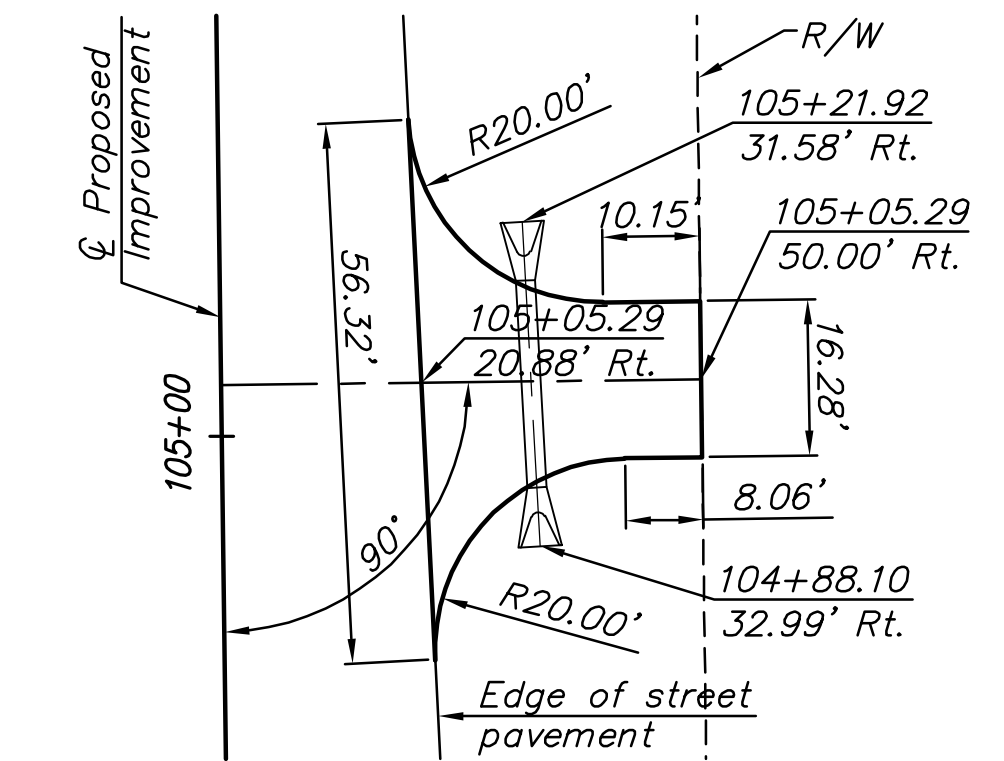 ℄ Proposed
Improvement
R/W
R20.00'
105+21.92
31.58' Rt.
10.15'
105+05.29
50.00' Rt.
56.32'
105+05.29
20.88' Rt.
16.28'
105+00
90°
8.06'
R20.00'
104+88.10
32.99' Rt.
Edge of street
pavement